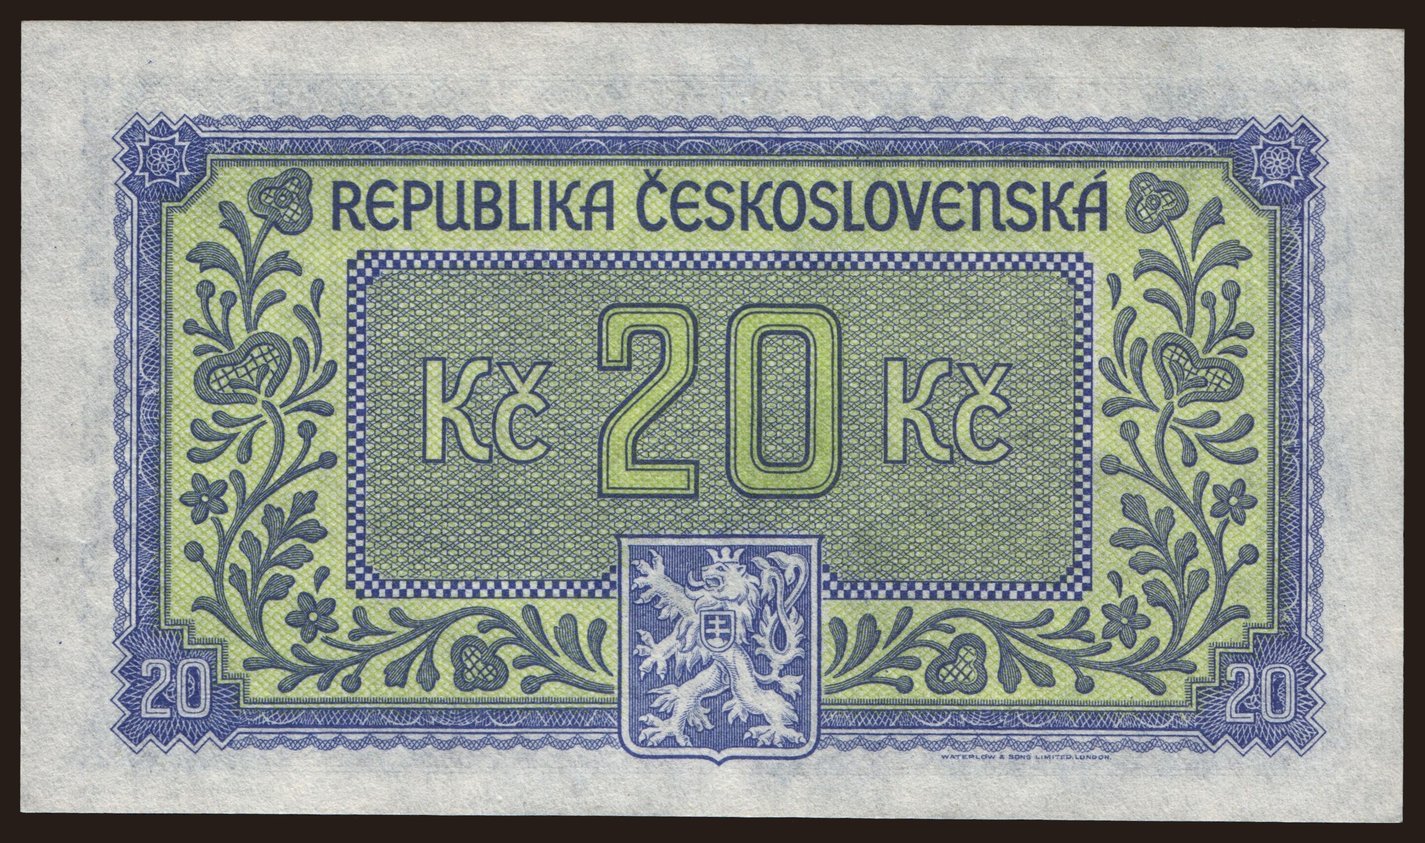 REPUBLIKA ČESKOSLOVENSKÁ
Kč 20 Kč
20 20
WATERLOW & SONS LIMITED, LONDON.